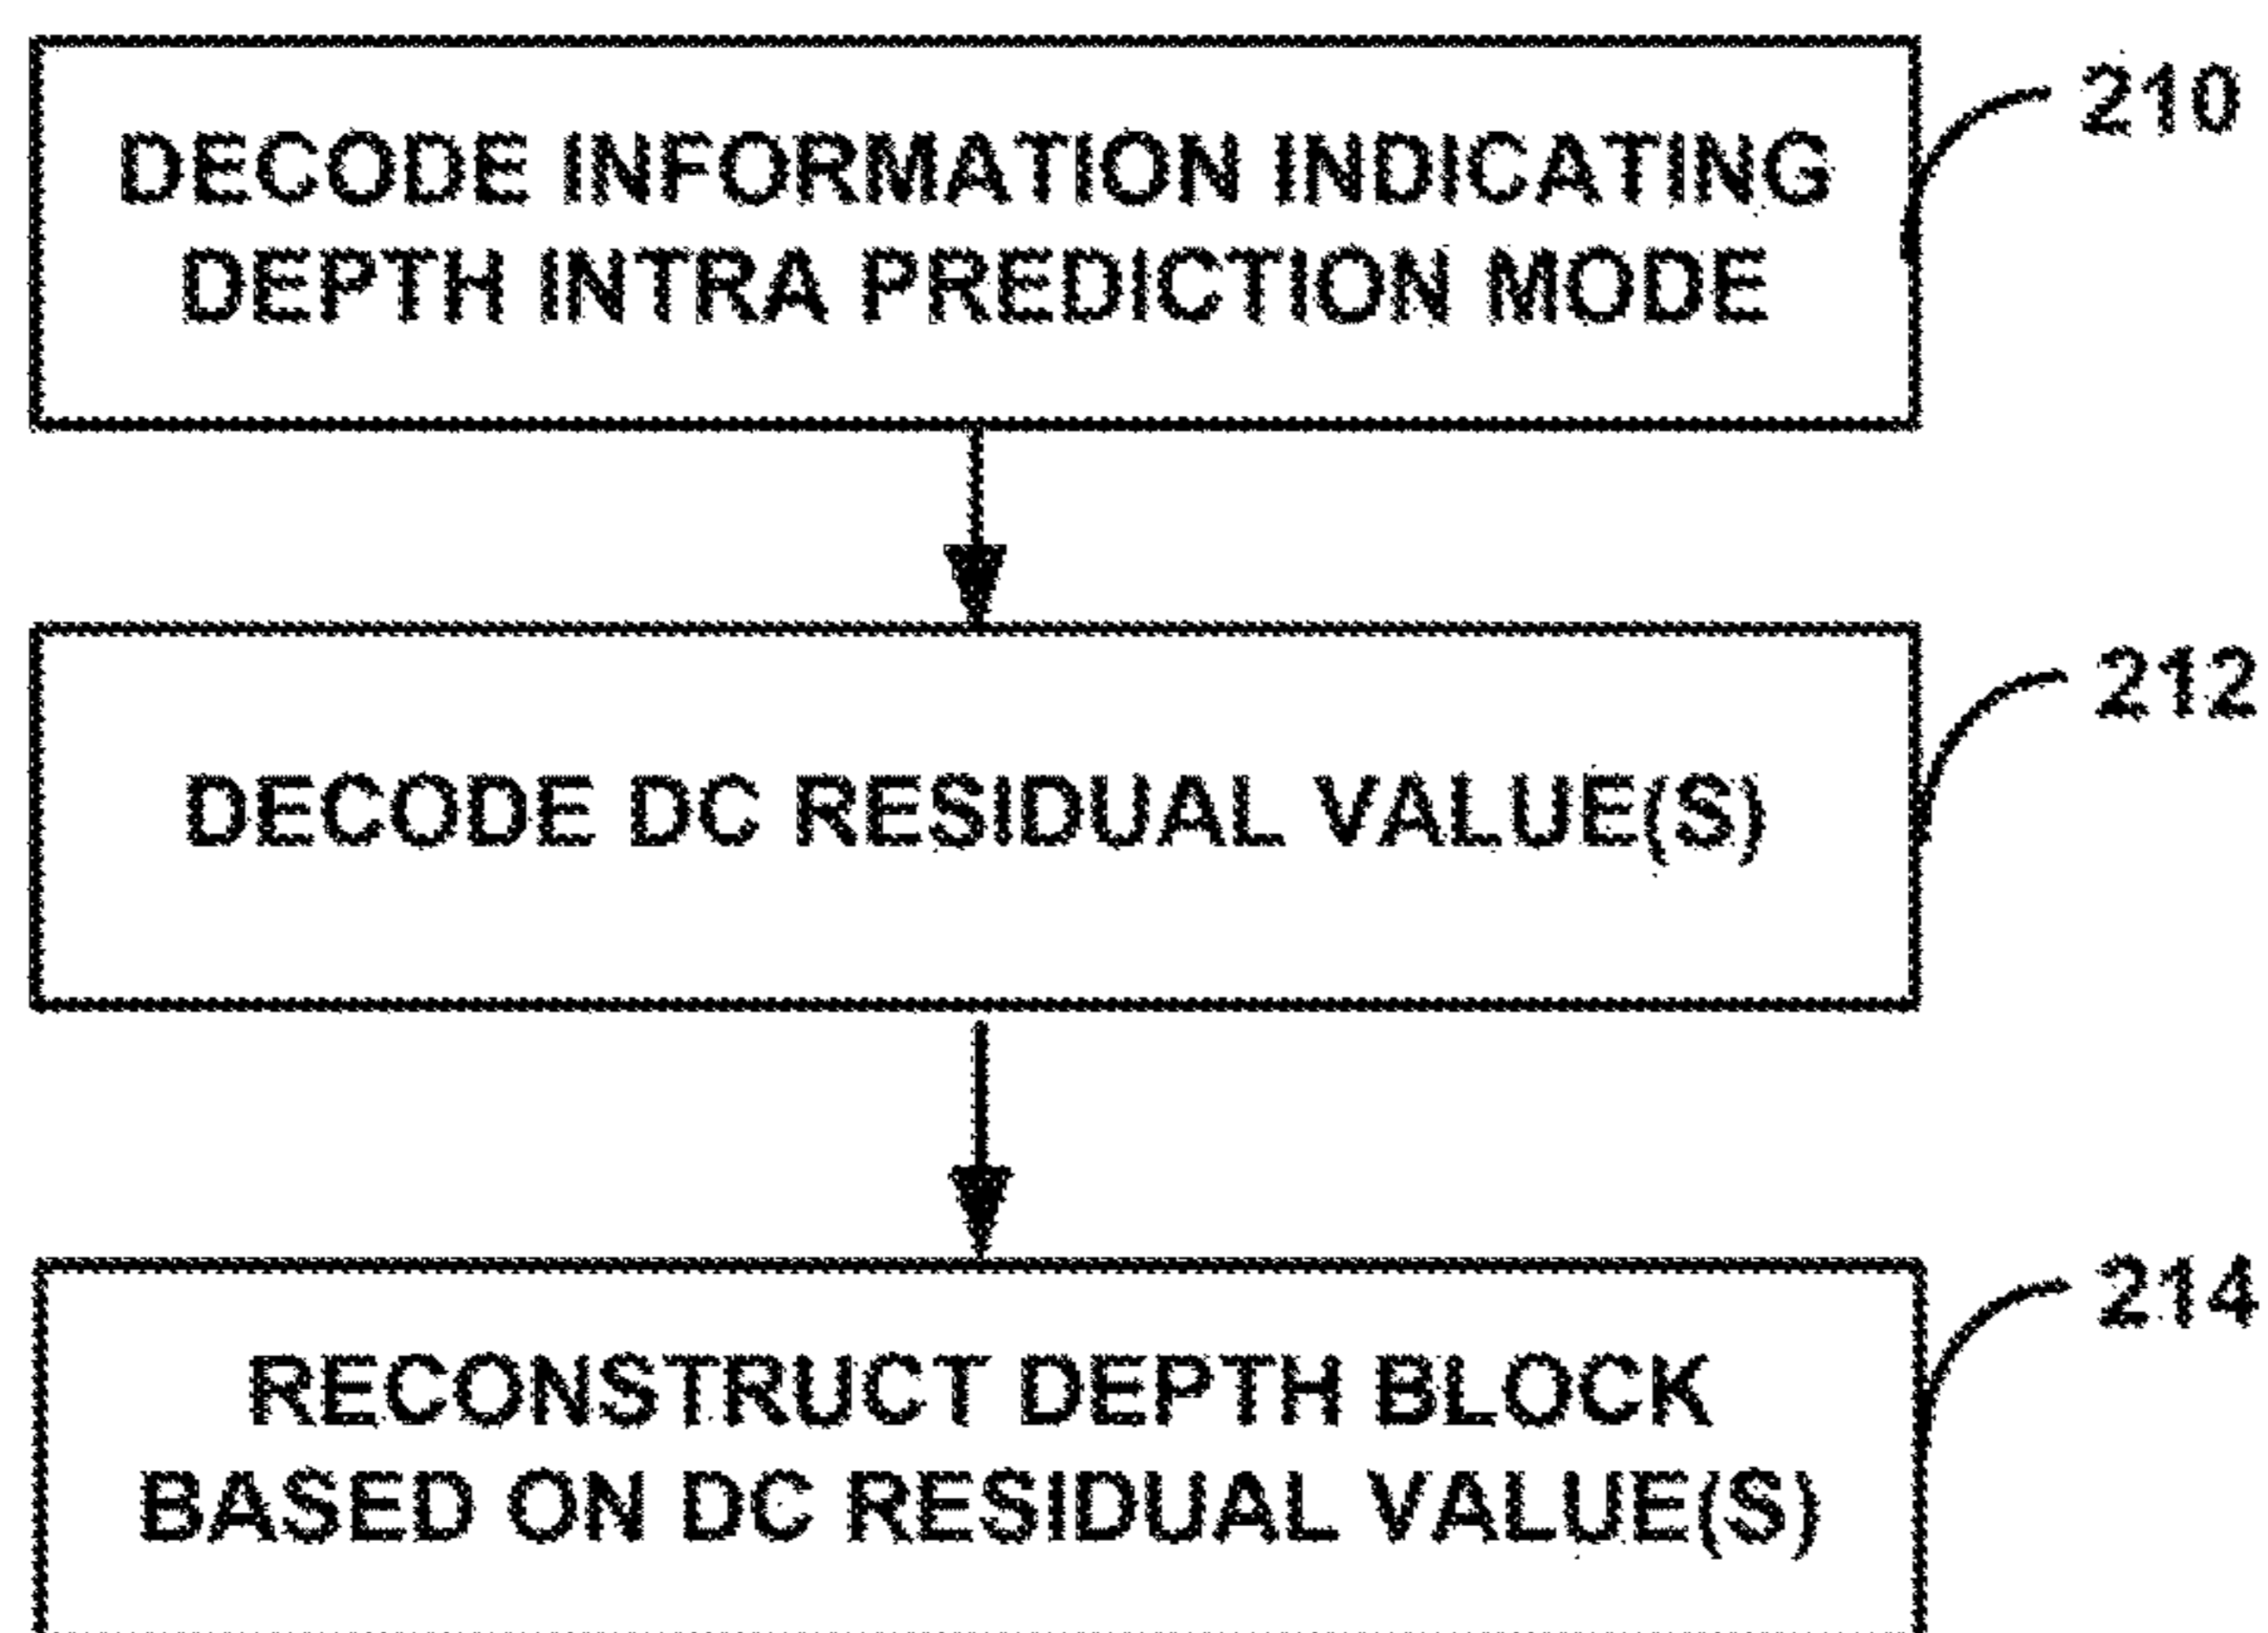 DECODE INFORMATION INDICATING
DEPTH INTRA PREDICTION MODE
210
DECODE DC RESIDUAL VALUE(S)
212
RECONSTRUCT DEPTH BLOCK
BASED ON DC RESIDUAL VALUE(S)
214